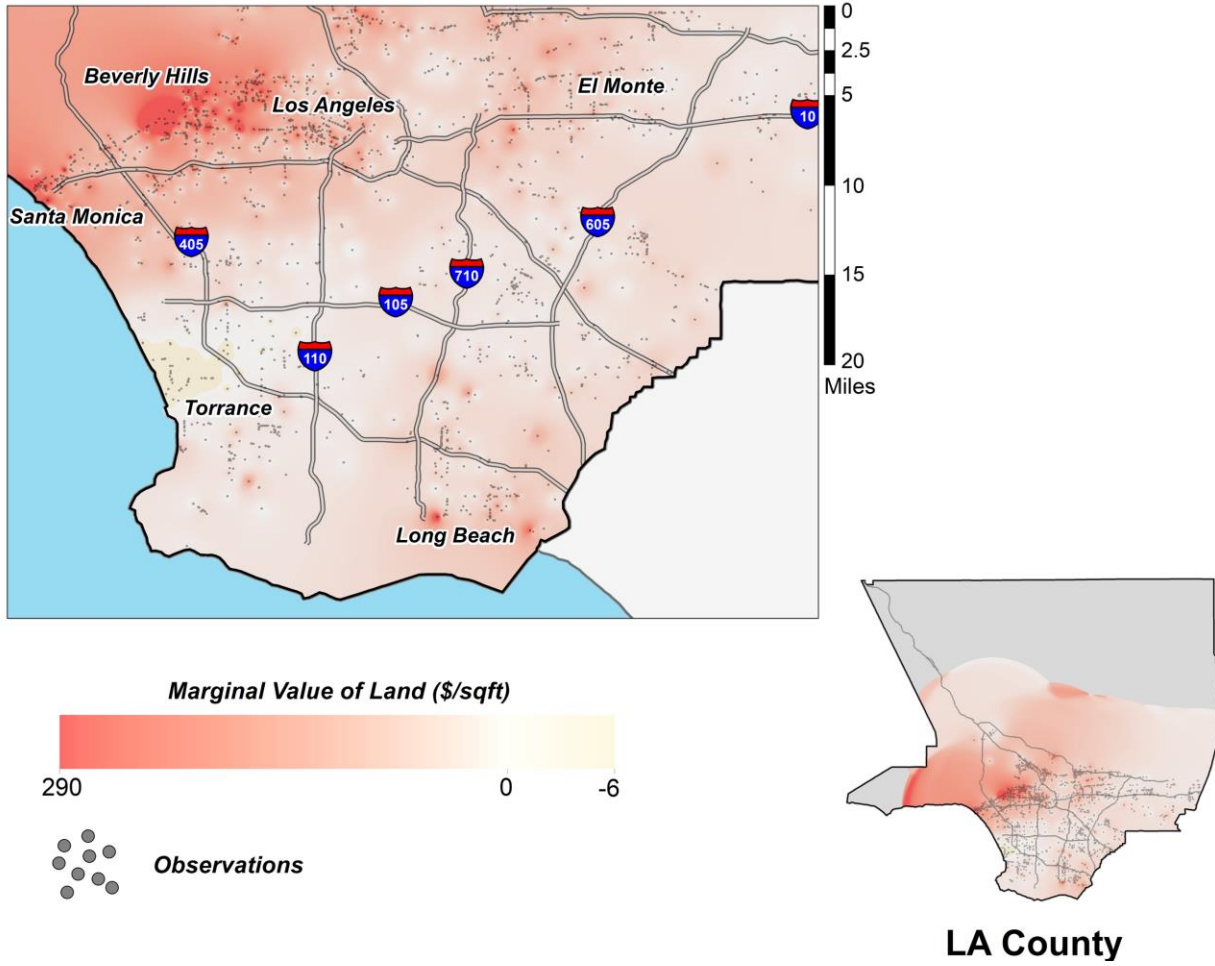 0
2.5
5
10
15
20
Miles
Beverly Hills
El Monte
Los Angeles
10
Santa Monica
605
405
710
105
110
Torrance
Long Beach
Marginal Value of Land ($/sqft)
290 0 -6
Observations
LA County